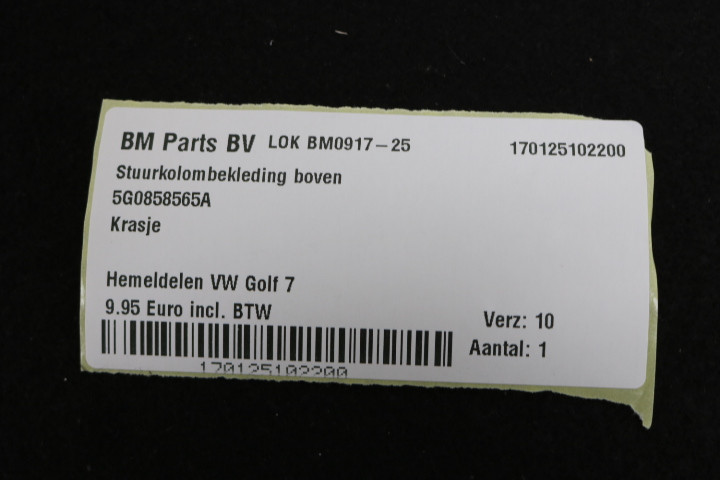 BM Parts BV LOK BM0917-25 170125102200
Stuurkolombekleding boven
5G0858565A
Krasje
Hemeldelen VW Golf 7
9.95 Euro incl. BTW
Verz: 10
Aantal: 1
170125102200